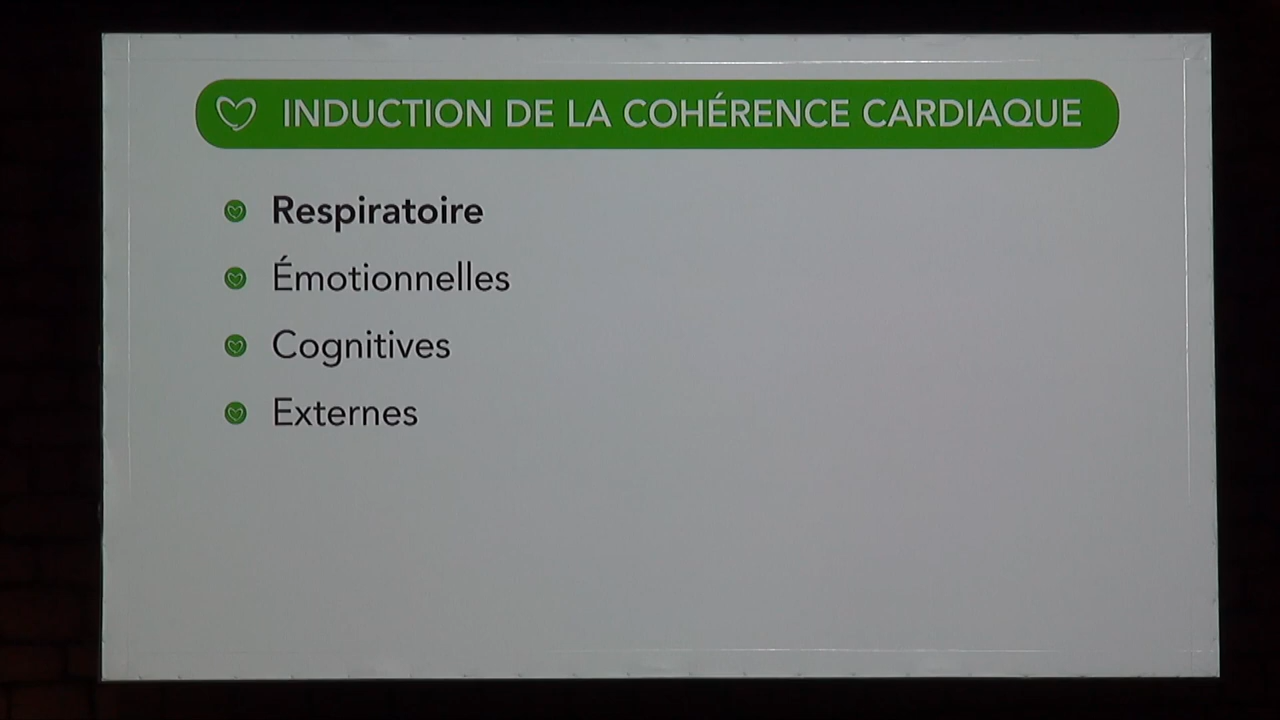 INDUCTION DE LA COHÉRENCE CARDIAQUE
Respiratoire
Émotionnelles
Cognitives
Externes